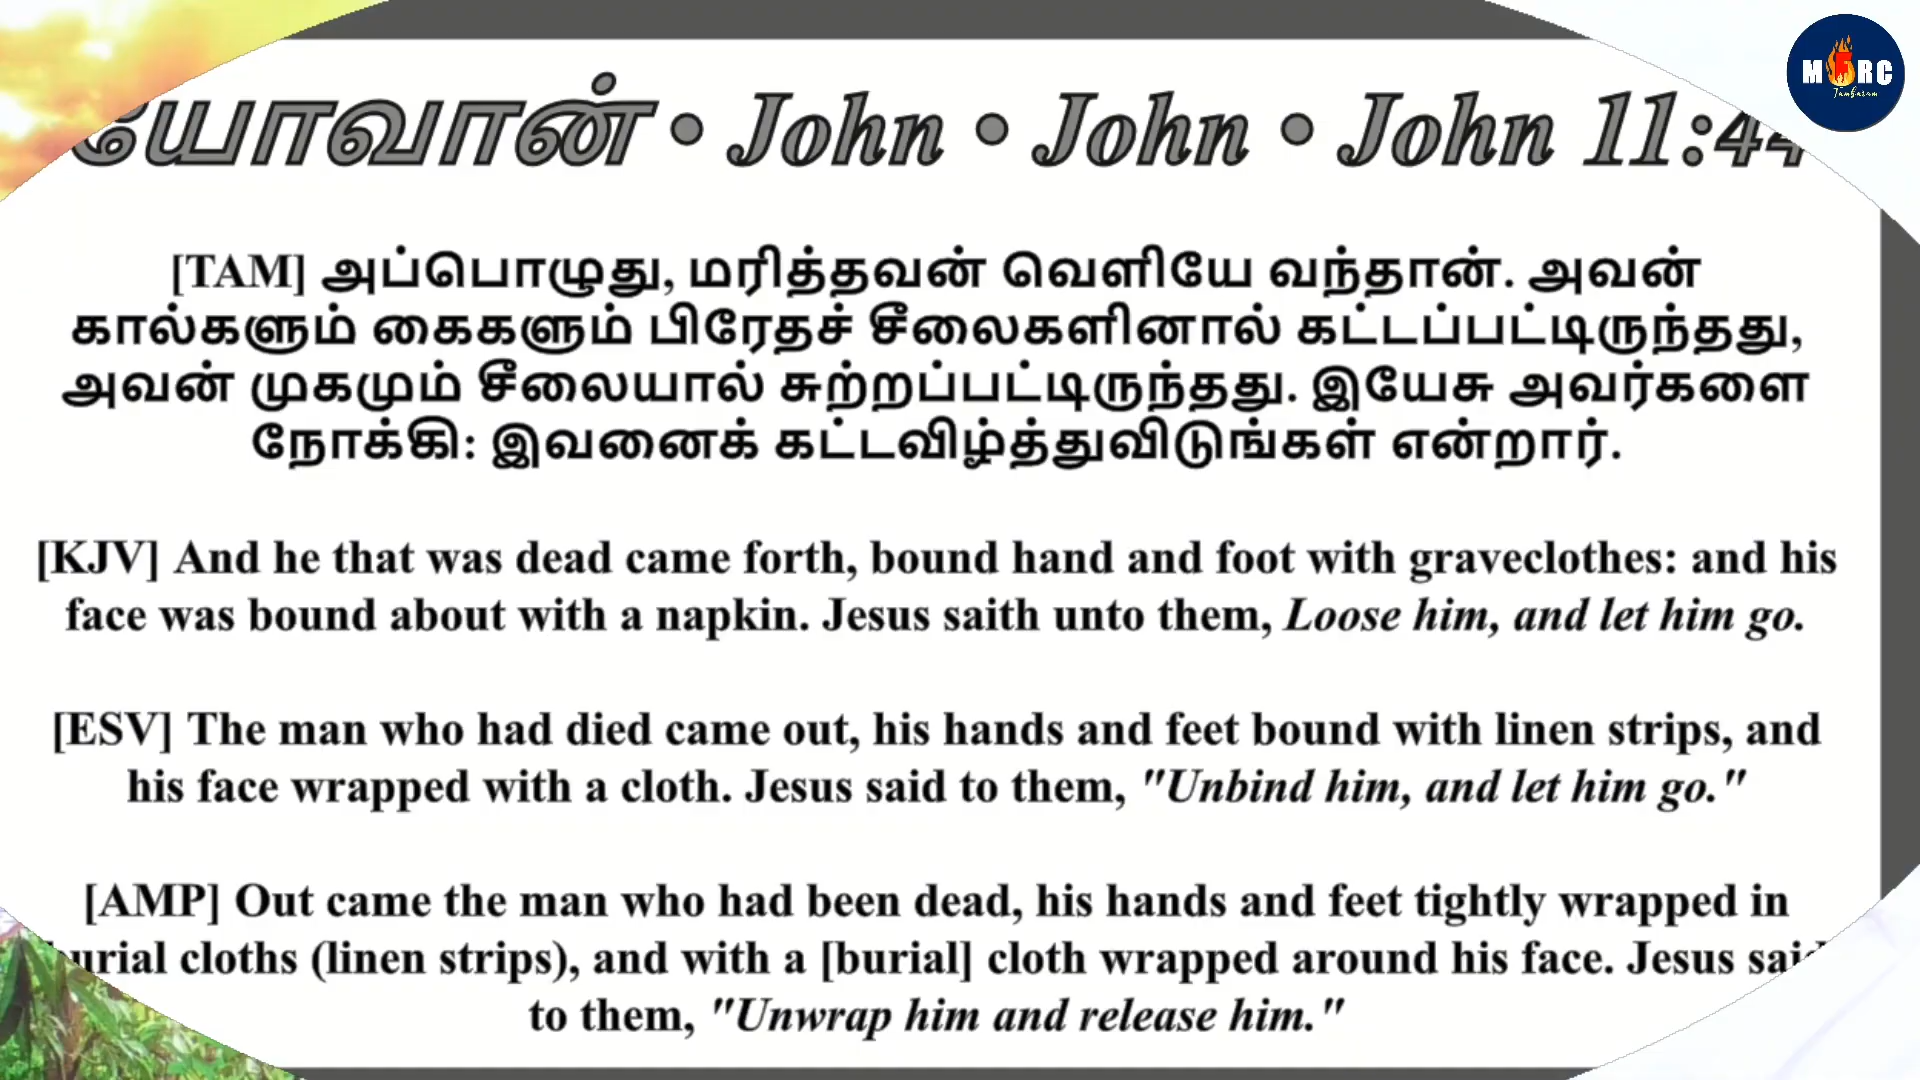 யோவான் • John • John • John 11:44
[TAM] அப்பொழுது, மரித்தவன் வெளியே வந்தான். அவன்
கால்களும் கைகளும் பிரேதச் சீலைகளினால் கட்டப்பட்டிருந்தது,
அவன் முகமும் சீலையால் சுற்றப்பட்டிருந்தது. இயேசு அவர்களை
நோக்கி: இவனைக் கட்டவிழ்த்துவிடுங்கள் என்றார்.
[KJV] And he that was dead came forth, bound hand and foot with graveclothes: and his
face was bound about with a napkin. Jesus saith unto them, Loose him, and let him go.
[ESV] The man who had died came out, his hands and feet bound with linen strips, and
his face wrapped with a cloth. Jesus said to them, "Unbind him, and let him go."
[AMP] Out came the man who had been dead, his hands and feet tightly wrapped in
burial cloths (linen strips), and with a [burial] cloth wrapped around his face. Jesus said
to them, "Unwrap him and release him."
MFRC
Tambaram